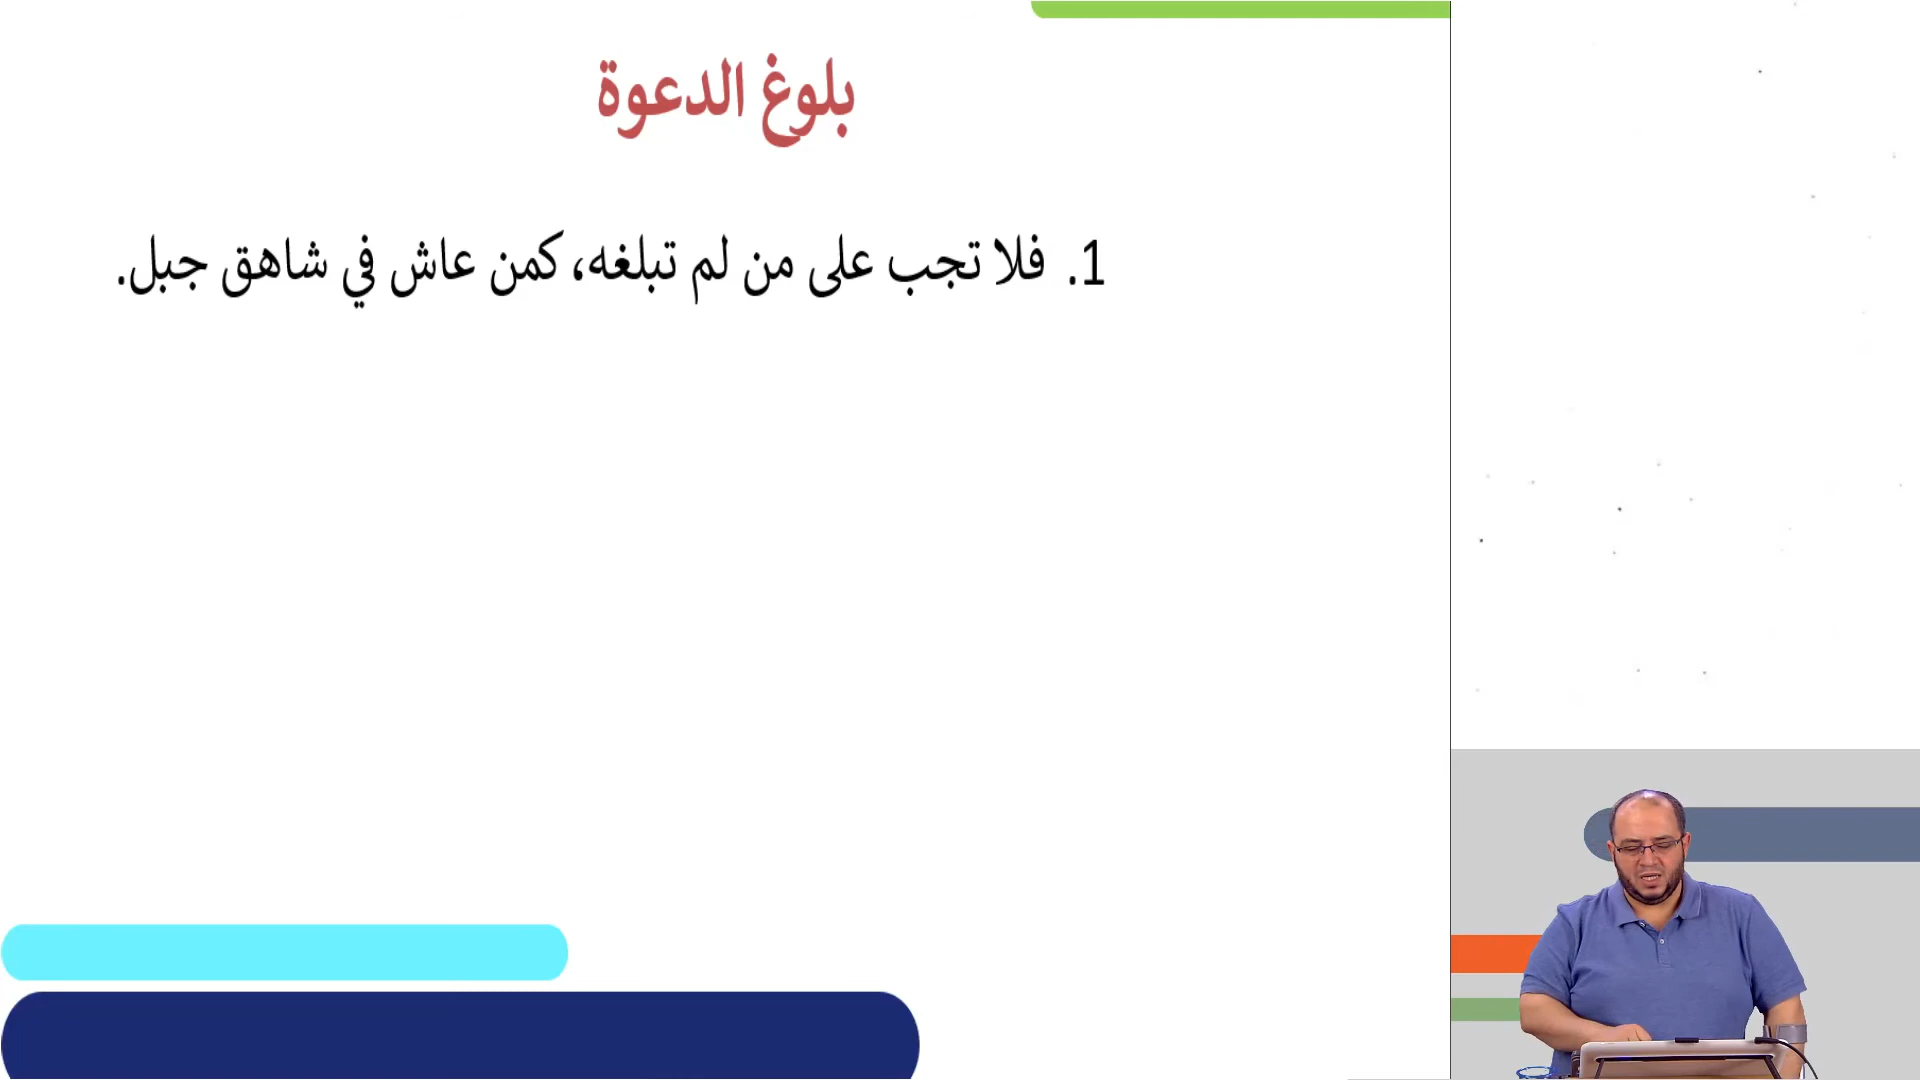 بلوغ الدعوة
1. فلا تجب على من لم تبلغه، كمن عاش في شاهق جبل.